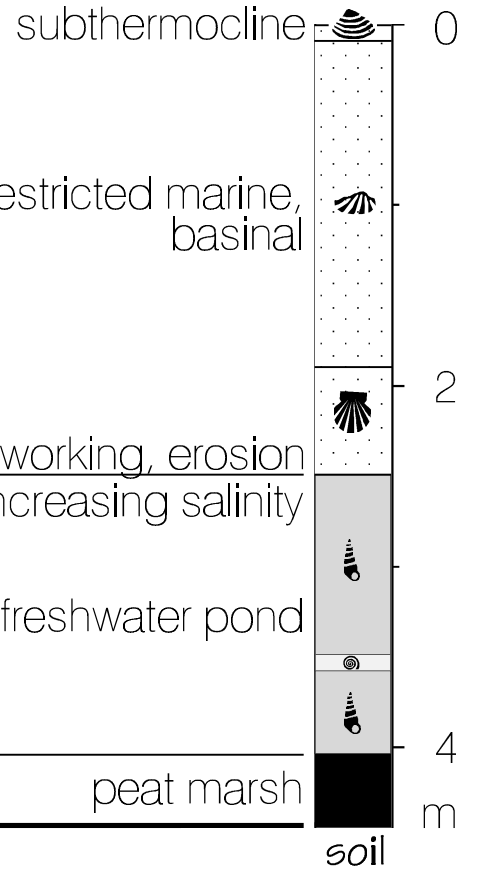 subthermocline
0
estricted marine,
basinal
2
working, erosion
ncreasing salinity
freshwater pond
4
peat marsh
m
soil